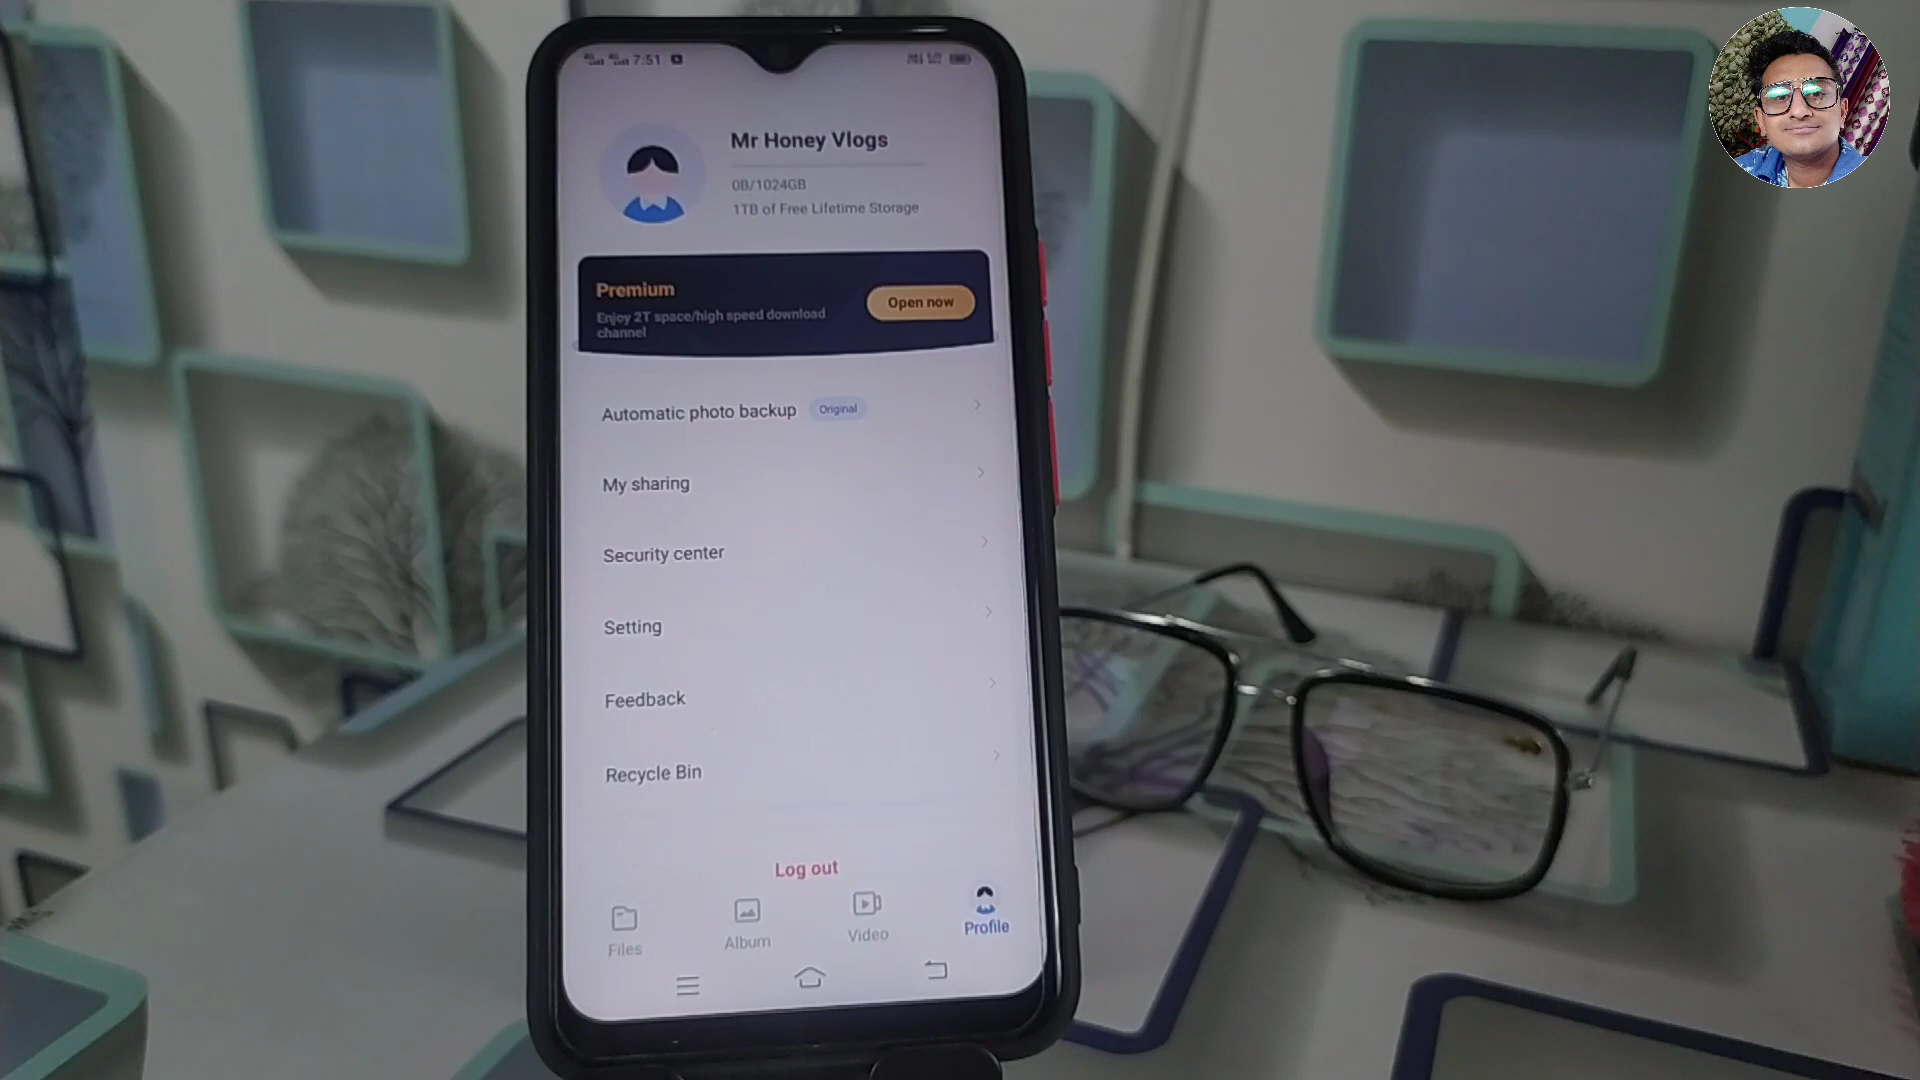 7:51
Mr Honey Vlogs
0B/1024GB
1TB of Free Lifetime Storage
Premium
Enjoy 2T space/high speed download
channel
Open now
Automatic photo backup Original
My sharing
Security center
Setting
Feedback
Recycle Bin
Log out
Files Album Video Profile